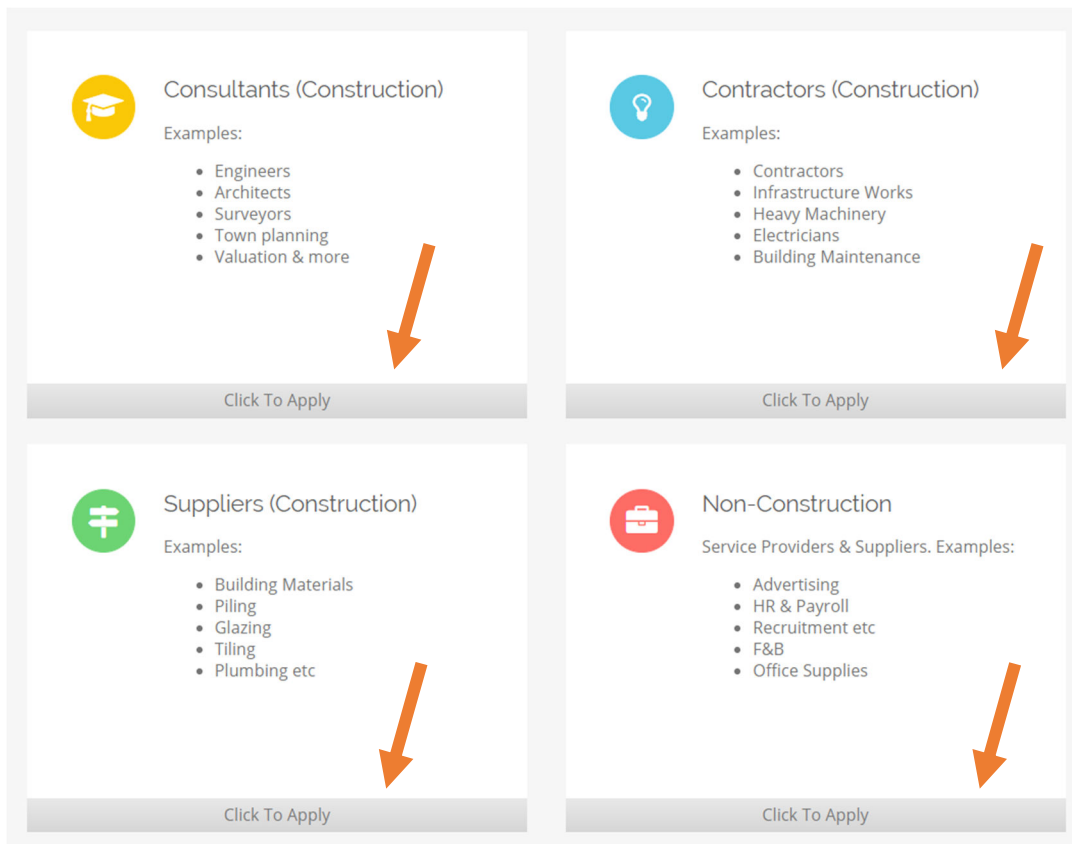 Consultants (Construction)
Examples:
Engineers
Architects
Surveyors
Town planning
Valuation & more
Click To Apply
Contractors (Construction)
Examples:
Contractors
Infrastructure Works
Heavy Machinery
Electricians
Building Maintenance
Click To Apply
Suppliers (Construction)
Examples:
Building Materials
Piling
Glazing
Tiling
Plumbing etc
Click To Apply
Non-Construction
Service Providers & Suppliers. Examples:
Advertising
HR & Payroll
Recruitment etc
F&B
Office Supplies
Click To Apply